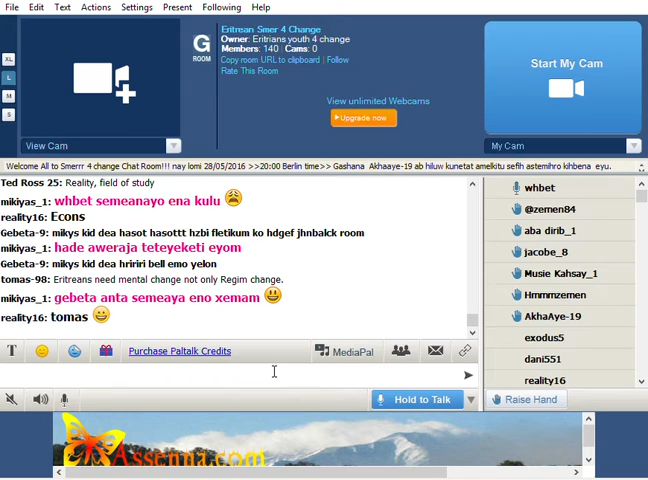 File Edit Text Actions Settings Present Following Help
XL
L
M
S
View Cam
G
ROOM
Eritrean Smer 4 Change
Owner: Eritrians youth 4 change
Members: 140 Cams: 0
Copy room URL to clipboard | Follow
Rate This Room
View unlimited Webcams
Upgrade now
Start My Cam
My Cam
Welcome All to Smerrr 4 change Chat Room!!! nay lomi 28/05/2016 >>20:00 Berlin time>> Gashana Akhaaye-19 ab hiluw kunetat amelkitu sefih astemihro kihbena eyu.
Ted Ross 25: Reality, field of study
mikiyas_1: whbet semeanayo ena kulu
reality16: Econs
Gebeta-9: mikys kid dea hasot hasottt hzbi fletikum ko hdgef jhnbalck room
mikiyas_1: hade aweraja teteyeketi eyom
Gebeta-9: mikys kid dea hririri bell emo yelon
tomas-98: Eritreans need mental change not only Regim change.
mikiyas_1: gebeta anta semeaya eno xemam
reality16: tomas
whbet
@zemen84
aba dirib_1
jacobe_8
Musie Kahsay_1
Hmmmzemen
AkhaAye-19
exodus5
dani551
reality16
T
Purchase Paltalk Credits
MediaPal
Hold to Talk
Raise Hand
Assenna.com